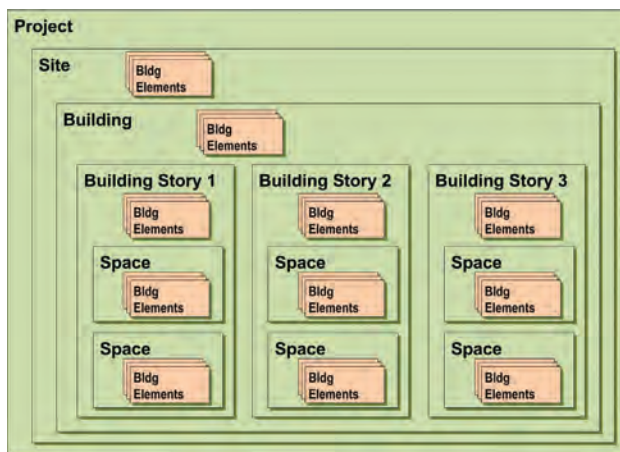 Project
Site
Bldg
Elements
Building
Bldg
Elements
Building Story 1
Bldg
Elements
Space
Bldg
Elements
Space
Bldg
Elements
Building Story 2
Bldg
Elements
Space
Bldg
Elements
Space
Bldg
Elements
Building Story 3
Bldg
Elements
Space
Bldg
Elements
Space
Bldg
Elements